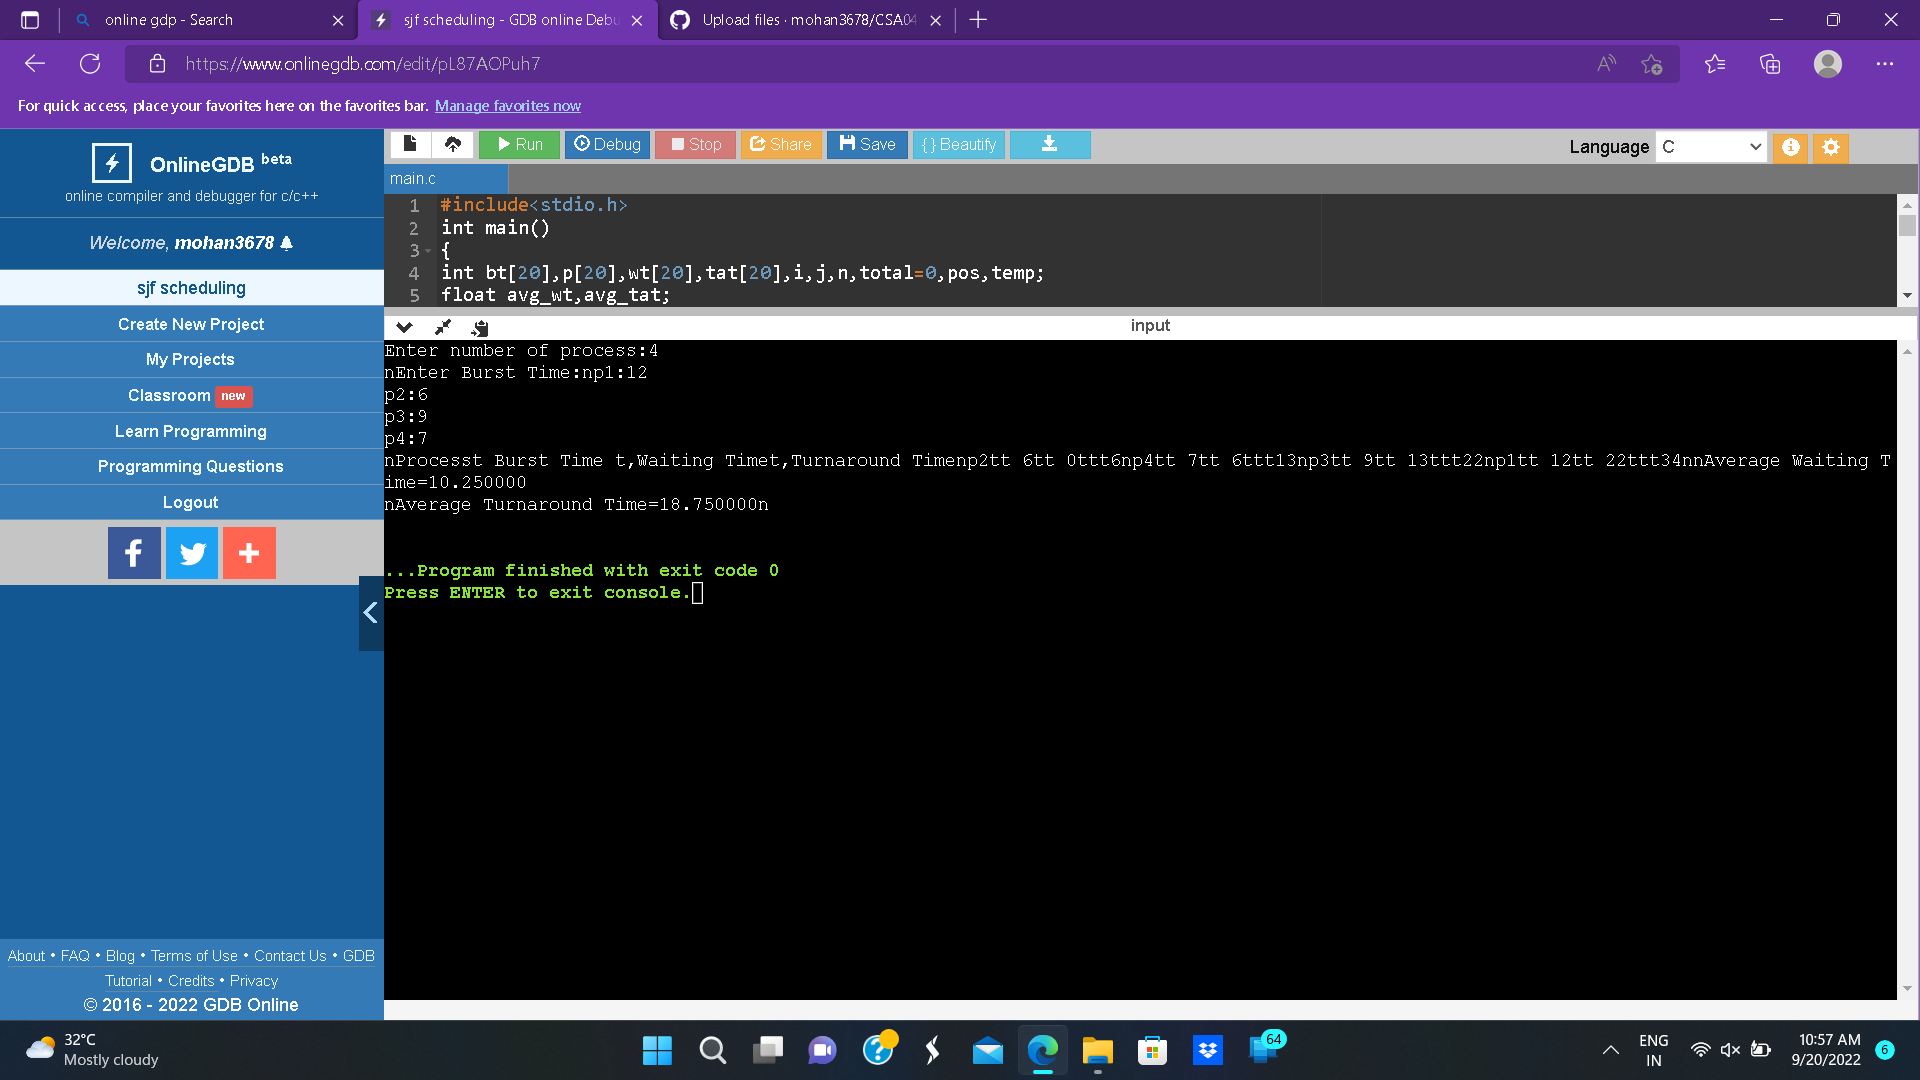 online gdp - Search
sjf scheduling - GDB online Debu
Upload files · mohan3678/CSA04
https://www.onlinegdb.com/edit/pL87AOPuh7
For quick access, place your favorites here on the favorites bar. Manage favorites now
OnlineGDB beta
online compiler and debugger for c/c++
Welcome, mohan3678
sjf scheduling
Create New Project
My Projects
Classroom new
Learn Programming
Programming Questions
Logout
About • FAQ • Blog • Terms of Use • Contact Us • GDB
Tutorial • Credits • Privacy
© 2016 - 2022 GDB Online
Run Debug Stop Share Save {} Beautify
Language C
main.c
1 #include<stdio.h>
2 int main()
3 {
4 int bt[20],p[20],wt[20],tat[20],i,j,n,total=0,pos,temp;
5 float avg_wt,avg_tat;
input
Enter number of process:4
nEnter Burst Time:np1:12
p2:6
p3:9
p4:7
nProcesst Burst Time t,Waiting Timet,Turnaround Timenp2tt 6tt 0ttt6np4tt 7tt 6ttt13np3tt 9tt 13ttt22np1tt 12tt 22ttt34nnAverage Waiting T
ime=10.250000
nAverage Turnaround Time=18.750000n
...Program finished with exit code 0
Press ENTER to exit console.
32°C
Mostly cloudy
64
ENG
IN
10:57 AM
9/20/2022
6